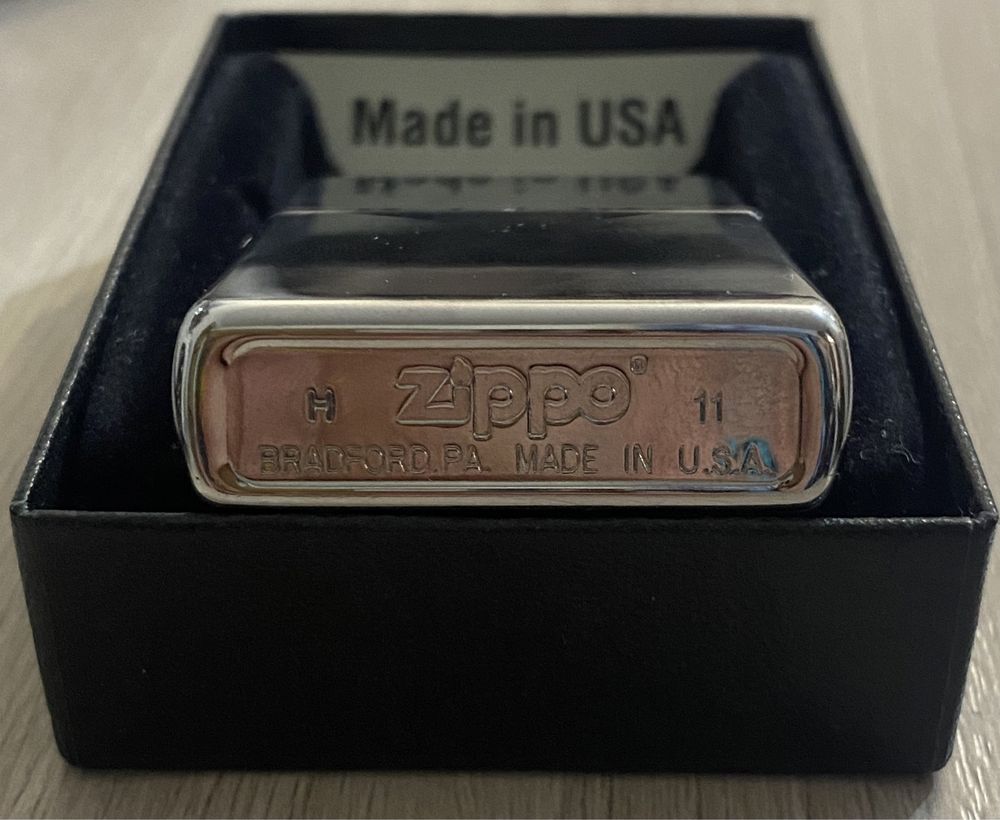 Made in USA
H zippo® 11
BRADFORD.PA. MADE IN U.S.A.